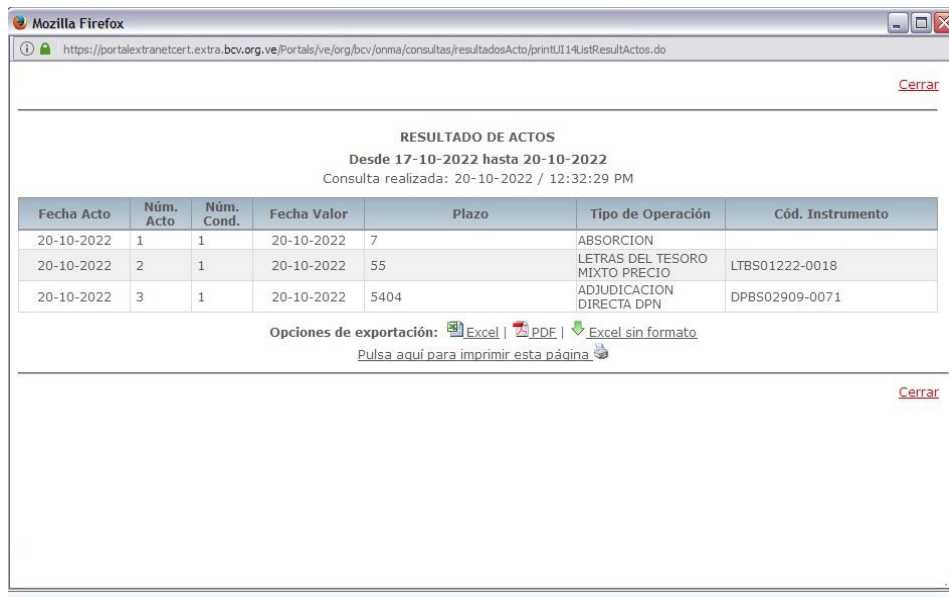 Mozilla Firefox
https://portalextranetcert.extra.bcv.org.ve/Portals/ve/org/bcv/onma/consultas/resultadosActo/printUI14ListResultActos.do
Cerrar
RESULTADO DE ACTOS
Desde 17-10-2022 hasta 20-10-2022
Consulta realizada: 20-10-2022 / 12:32:29 PM
Fecha Acto Núm. Acto Núm. Cond. Fecha Valor Plazo Tipo de Operación Cód. Instrumento
20-10-2022 1 1 20-10-2022 7 ABSORCION
20-10-2022 2 1 20-10-2022 55 LETRAS DEL TESORO MIXTO PRECIO LTBS01222-0018
20-10-2022 3 1 20-10-2022 5404 ADJUDICACION DIRECTA DPN DPBS02909-0071
Opciones de exportación: Excel | PDF | Excel sin formato
Pulsa aquí para imprimir esta página
Cerrar